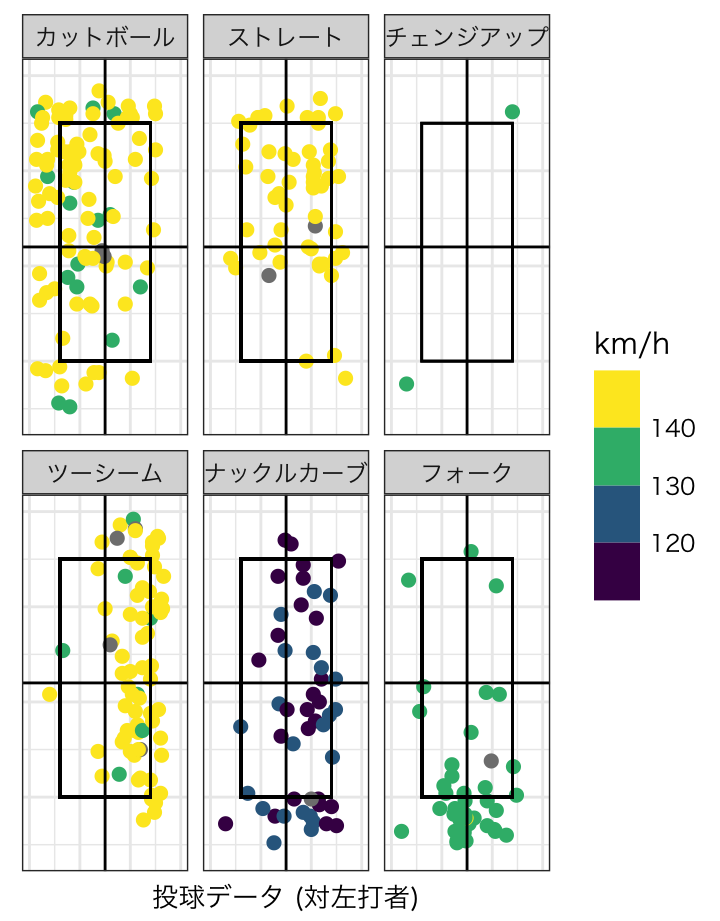 カットボール
ストレート
チェンジアップ
ツーシーム
ナックルカーブ
フォーク
km/h
140
130
120
投球データ (対左打者)